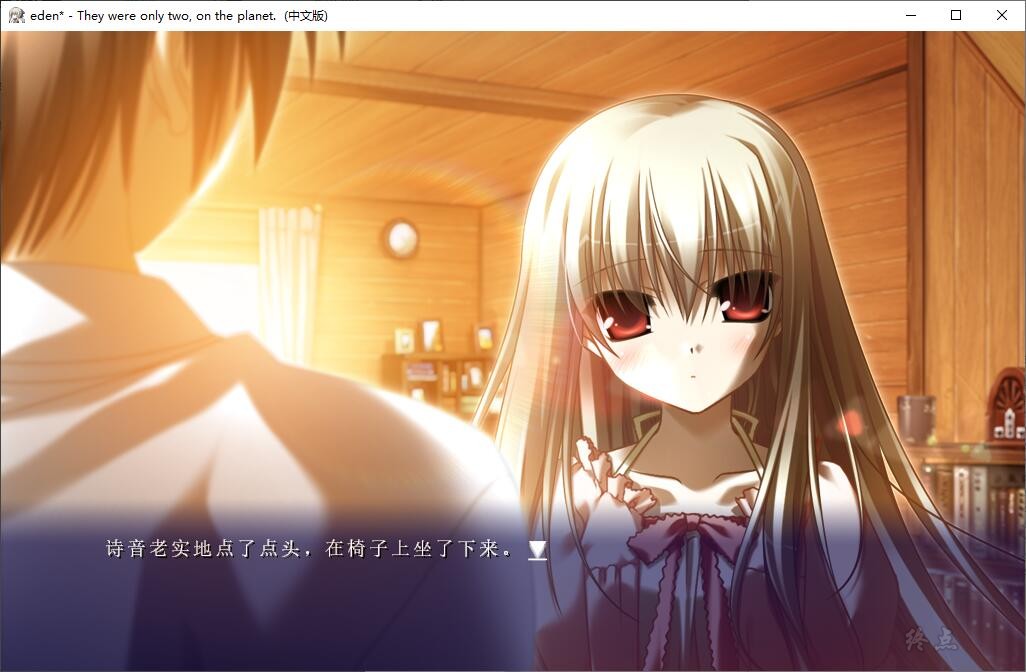 eden* - They were only two, on the planet. (中文版)
诗音老实地点了点头，在椅子上坐了下来。
终点